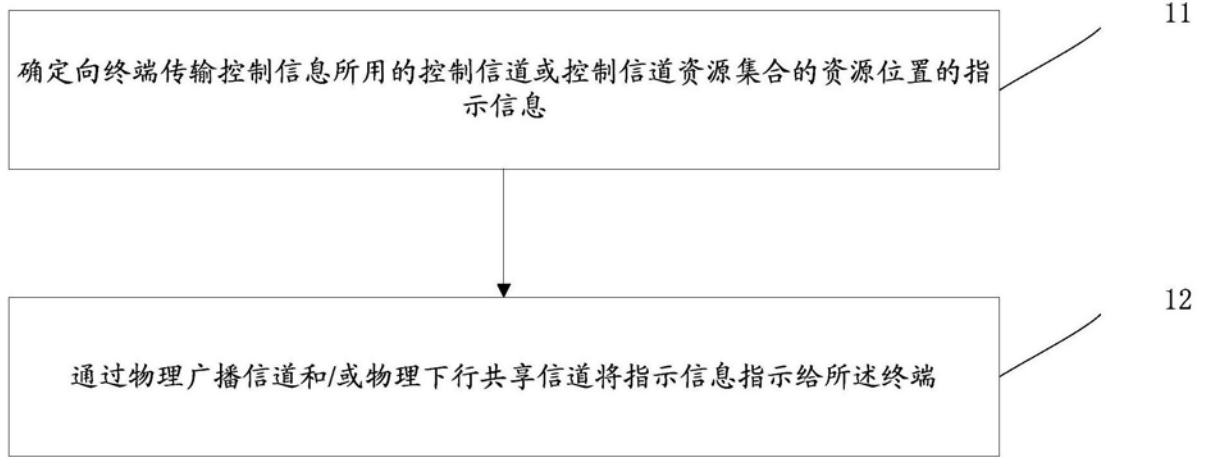 11
确定向终端传输控制信息所用的控制信道或控制信道资源集合的资源位置的指
示信息
12
通过物理广播信道和/或物理下行共享信道将指示信息指示给所述终端